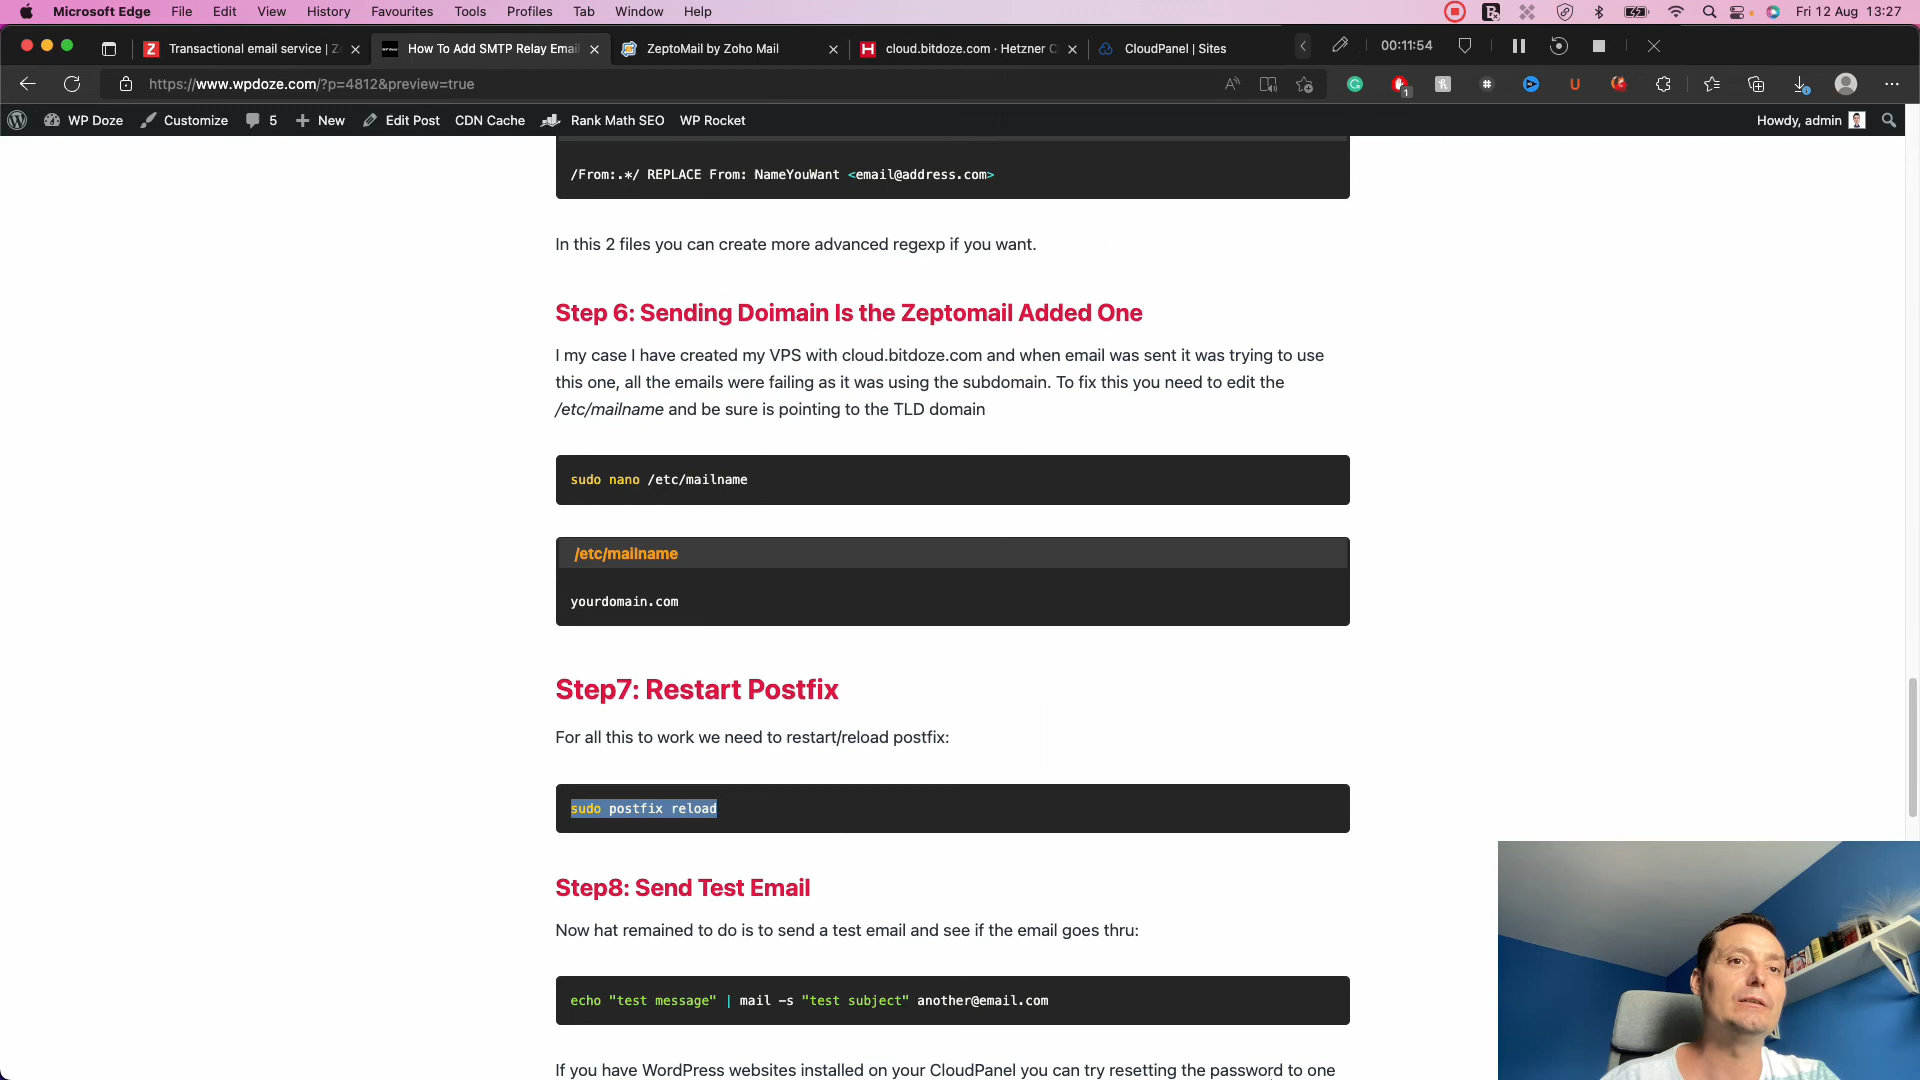 Microsoft Edge File Edit View History Favourites Tools Profiles Tab Window Help Fri 12 Aug 13:27
Transactional email service | Ze How To Add SMTP Relay Email ZeptoMail by Zoho Mail cloud.bitdoze.com · Hetzner C CloudPanel | Sites 00:11:54
https://www.wpdoze.com/?p=4812&preview=true
WP Doze Customize 5 New Edit Post CDN Cache Rank Math SEO WP Rocket Howdy, admin
/From:.*/ REPLACE From: NameYouWant <email@address.com>
In this 2 files you can create more advanced regexp if you want.
Step 6: Sending Doimain Is the Zeptomail Added One
I my case I have created my VPS with cloud.bitdoze.com and when email was sent it was trying to use
this one, all the emails were failing as it was using the subdomain. To fix this you need to edit the
/etc/mailname and be sure is pointing to the TLD domain
sudo nano /etc/mailname
/etc/mailname
yourdomain.com
Step7: Restart Postfix
For all this to work we need to restart/reload postfix:
sudo postfix reload
Step8: Send Test Email
Now hat remained to do is to send a test email and see if the email goes thru:
echo "test message" | mail -s "test subject" another@email.com
If you have WordPress websites installed on your CloudPanel you can try resetting the password to one